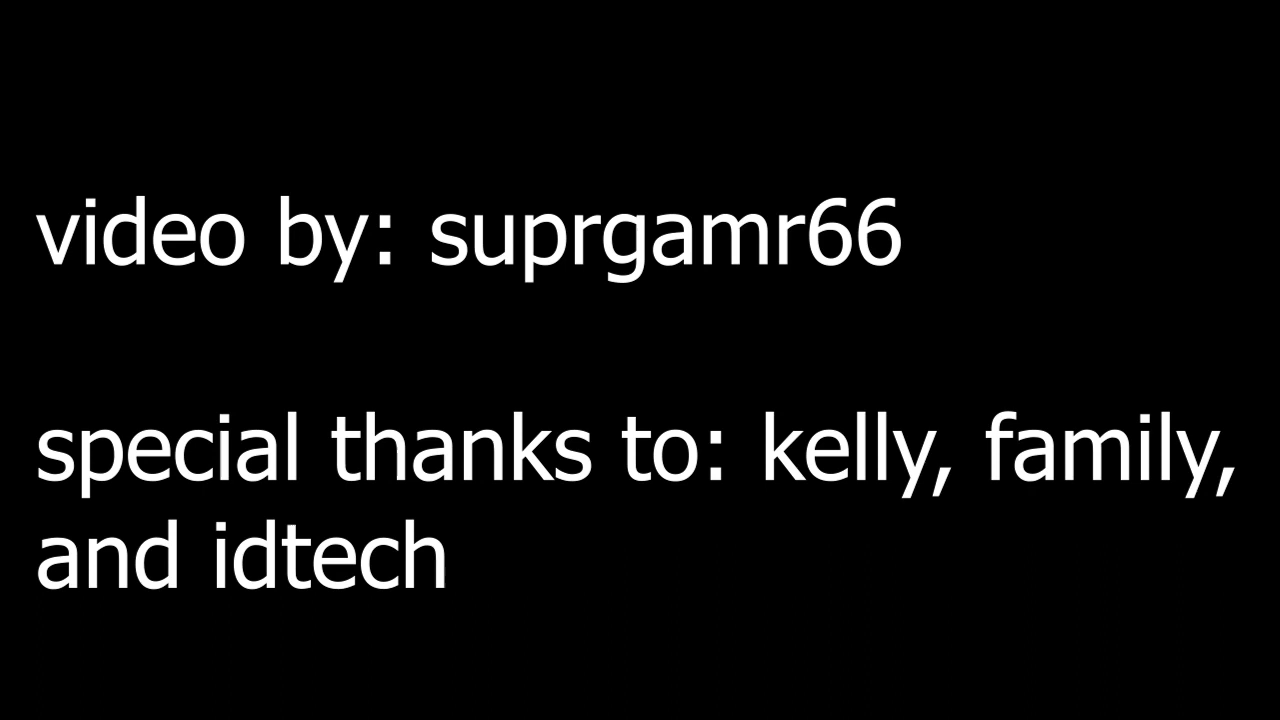 video by: suprgamr66
special thanks to: kelly, family,
and idtech